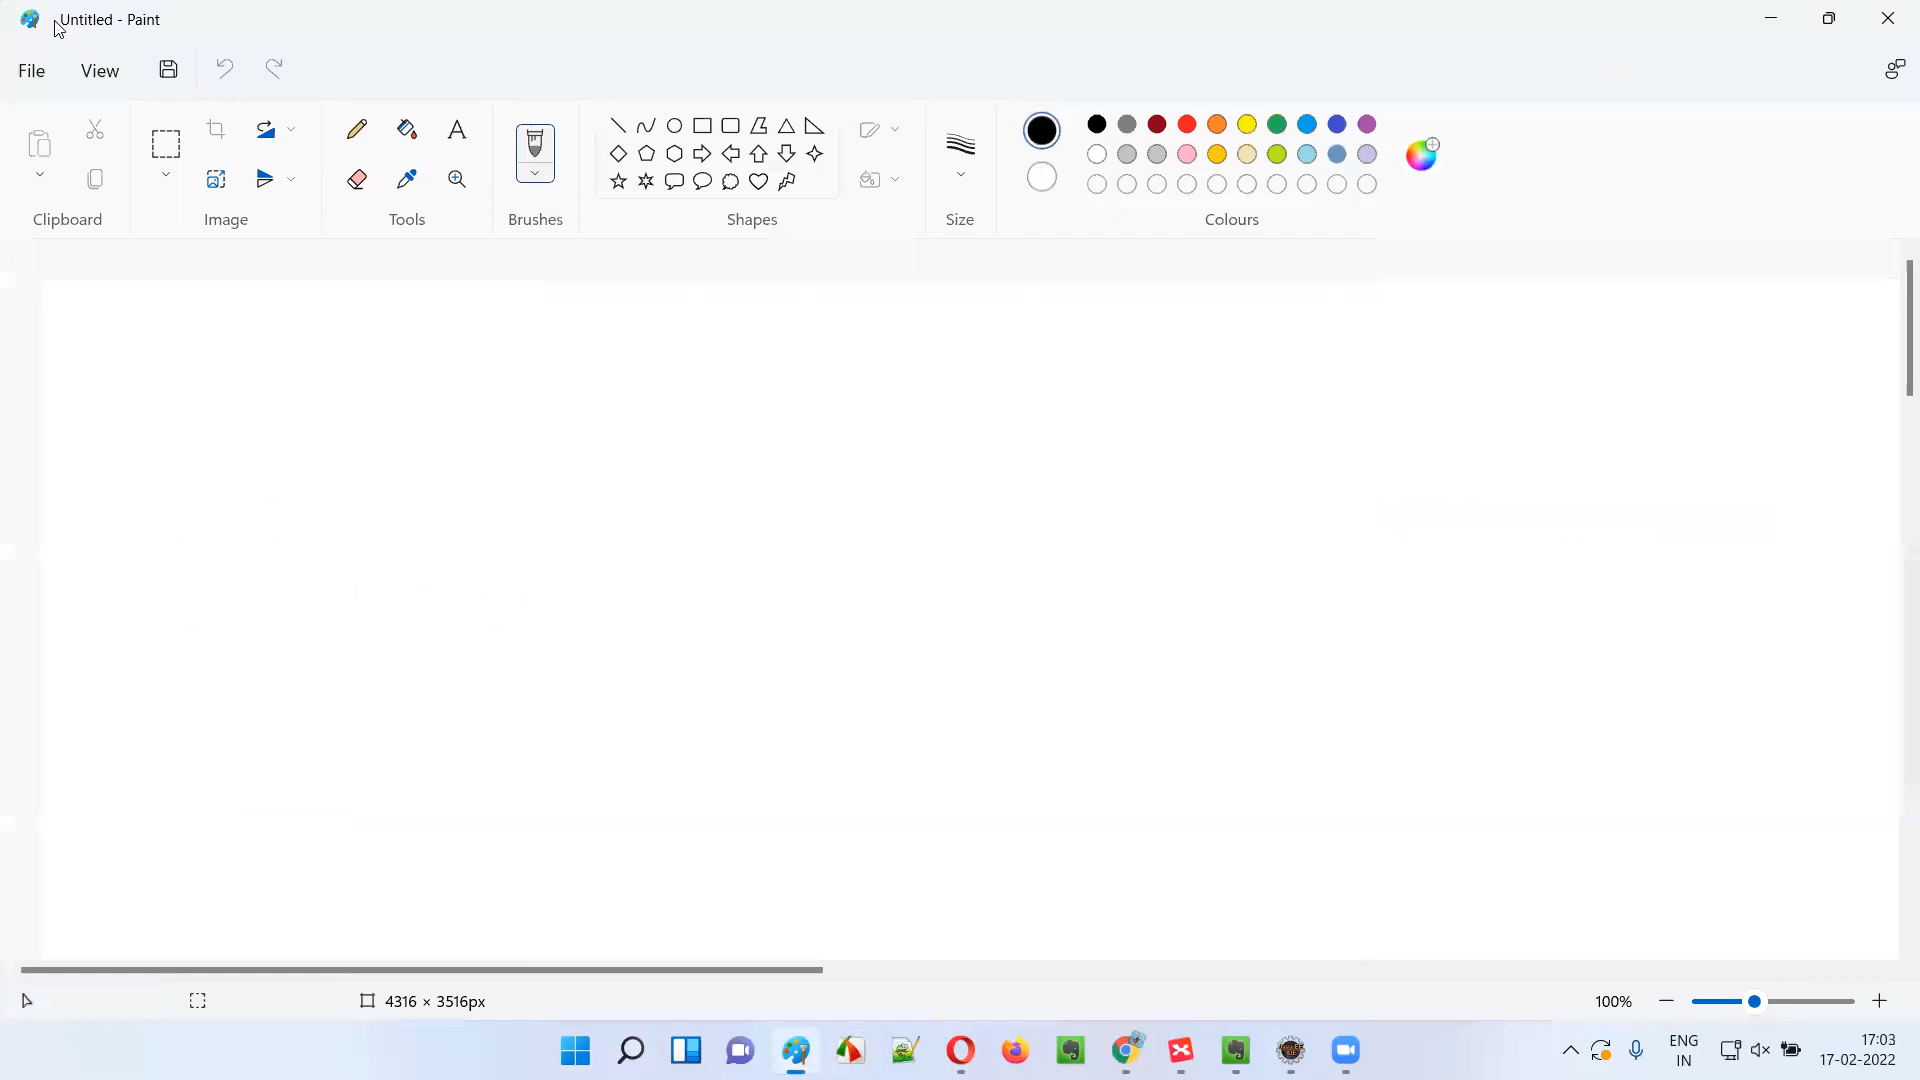 Untitled - Paint
File
View
Clipboard
Image
Tools
Brushes
Shapes
Size
Colours
4316 × 3516px
100%
ENG
IN
17:03
17-02-2022